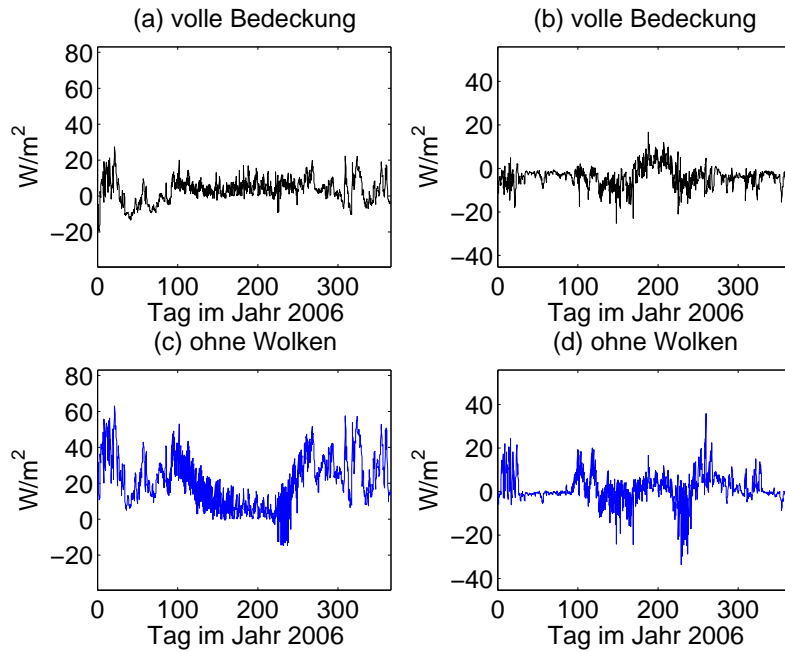 (a) volle Bedeckung
80
60
40
20
0
−20
W/m²
0 100 200 300
Tag im Jahr 2006
(b) volle Bedeckung
40
20
0
−20
−40
W/m²
0 100 200 300
Tag im Jahr 2006
(c) ohne Wolken
80
60
40
20
0
−20
W/m²
0 100 200 300
Tag im Jahr 2006
(d) ohne Wolken
40
20
0
−20
−40
W/m²
0 100 200 300
Tag im Jahr 2006